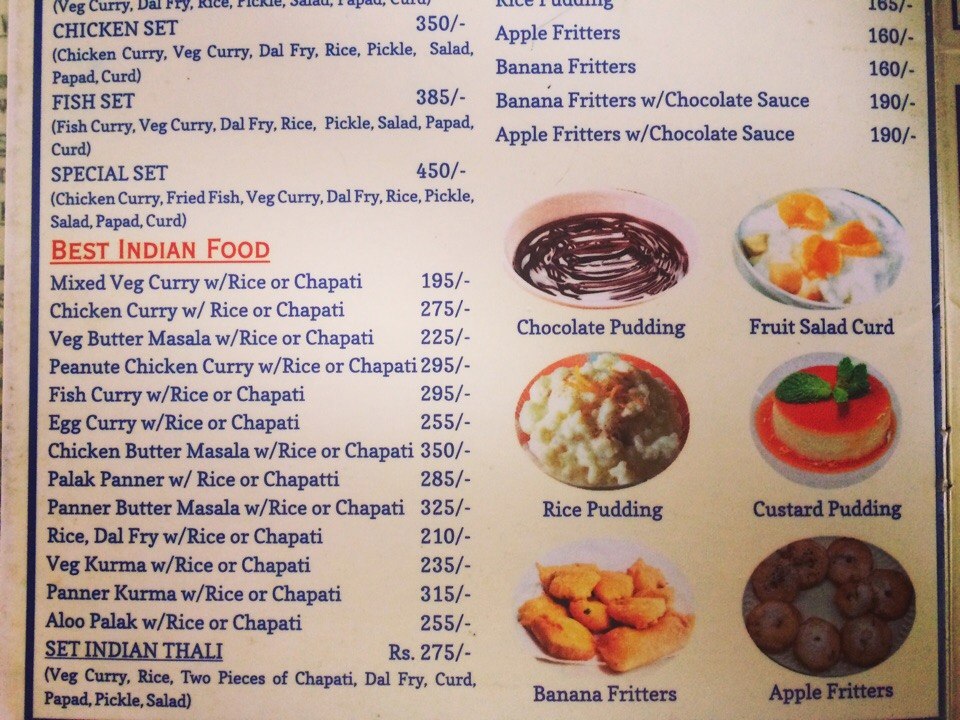 (Veg Curry, Dal Fry, Rice, Pickle, Salad, Papad, Curd)
CHICKEN SET 350/-
(Chicken Curry, Veg Curry, Dal Fry, Rice, Pickle, Salad,
Papad, Curd)
FISH SET 385/-
(Fish Curry, Veg Curry, Dal Fry, Rice, Pickle, Salad, Papad,
Curd)
SPECIAL SET 450/-
(Chicken Curry, Fried Fish, Veg Curry, Dal Fry, Rice, Pickle,
Salad, Papad, Curd)
BEST INDIAN FOOD
Mixed Veg Curry w/Rice or Chapati 195/-
Chicken Curry w/ Rice or Chapati 275/-
Veg Butter Masala w/Rice or Chapati 225/-
Peanute Chicken Curry w/Rice or Chapati 295/-
Fish Curry w/Rice or Chapati 295/-
Egg Curry w/Rice or Chapati 255/-
Chicken Butter Masala w/Rice or Chapati 350/-
Palak Panner w/ Rice or Chapatti 285/-
Panner Butter Masala w/Rice or Chapati 325/-
Rice, Dal Fry w/Rice or Chapati 210/-
Veg Kurma w/Rice or Chapati 235/-
Panner Kurma w/Rice or Chapati 315/-
Aloo Palak w/Rice or Chapati 255/-
SET INDIAN THALI Rs. 275/-
(Veg Curry, Rice, Two Pieces of Chapati, Dal Fry, Curd,
Papad, Pickle, Salad)
Rice Pudding 165/-
Apple Fritters 160/-
Banana Fritters 160/-
Banana Fritters w/Chocolate Sauce 190/-
Apple Fritters w/Chocolate Sauce 190/-
Chocolate Pudding
Fruit Salad Curd
Rice Pudding
Custard Pudding
Banana Fritters
Apple Fritters